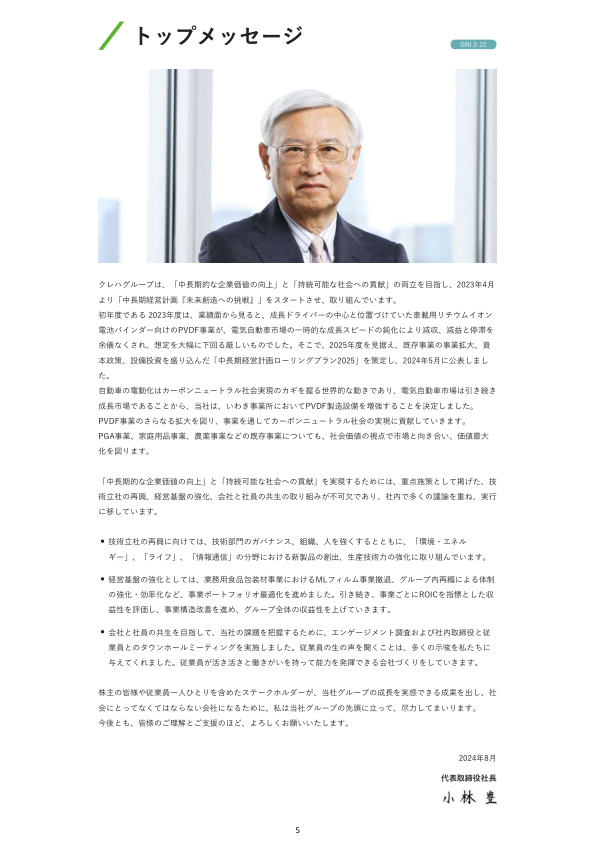 トップメッセージ
GRI 2-22
クレハグループは、「中長期的な企業価値の向上」と「持続可能な社会への貢献」の両立を目指し、2023年4月
より「中長期経営計画『未来創造への挑戦』」をスタートさせ、取り組んでいます。
初年度である 2023年度は、業績面から見ると、成長ドライバーの中心と位置づけていた車載用リチウムイオン
電池バインダー向けのPVDF事業が、電気自動車市場の一時的な成長スピードの鈍化により減収、減益と停滞を
余儀なくされ、想定を大幅に下回る厳しいものでした。そこで、2025年度を見据え、既存事業の事業拡大、資
本政策、設備投資を盛り込んだ「中長期経営計画ローリングプラン2025」を策定し、2024年5月に公表しまし
た。
自動車の電動化はカーボンニュートラル社会実現のカギを握る世界的な動きであり、電気自動車市場は引き続き
成長市場であることから、当社は、いわき事業所においてPVDF製造設備を増強することを決定しました。
PVDF事業のさらなる拡大を図り、事業を通してカーボンニュートラル社会の実現に貢献していきます。
PGA事業、家庭用品事業、農薬事業などの既存事業についても、社会価値の視点で市場と向き合い、価値最大
化を図ります。
「中長期的な企業価値の向上」と「持続可能な社会への貢献」を実現するためには、重点施策として掲げた、技
術立社の再興、経営基盤の強化、会社と社員の共生の取り組みが不可欠であり、社内で多くの議論を重ね、実行
に移しています。
• 技術立社の再興に向けては、技術部門のガバナンス、組織、人を強くするとともに、「環境・エネル
ギー」、「ライフ」、「情報通信」の分野における新製品の創出、生産技術力の強化に取り組んでいます。
• 経営基盤の強化としては、業務用食品包装材事業におけるMLフィルム事業撤退、グループ内再編による体制
の強化・効率化など、事業ポートフォリオ最適化を進めました。引き続き、事業ごとにROICを指標とした収
益性を評価し、事業構造改善を進め、グループ全体の収益性を上げていきます。
• 会社と社員の共生を目指して、当社の課題を把握するために、エンゲージメント調査および社内取締役と従
業員とのタウンホールミーティングを実施しました。従業員の生の声を聞くことは、多くの示唆を私たちに
与えてくれました。従業員が活き活きと働きがいを持って能力を発揮できる会社づくりをしていきます。
株主の皆様や従業員一人ひとりを含めたステークホルダーが、当社グループの成長を実感できる成果を出し、社
会にとってなくてはならない会社になるために、私は当社グループの先頭に立って、尽力してまいります。
今後とも、皆様のご理解とご支援のほど、よろしくお願いいたします。
2024年8月
代表取締役社長
小林 豊
5